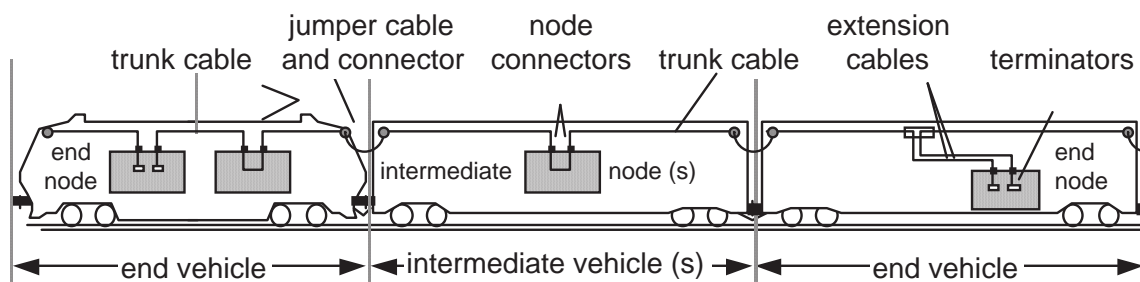 jumper cable
and connector
trunk cable
node
connectors
trunk cable
extension
cables
terminators
end
node
intermediate
node (s)
end
node
end vehicle
intermediate vehicle (s)
end vehicle